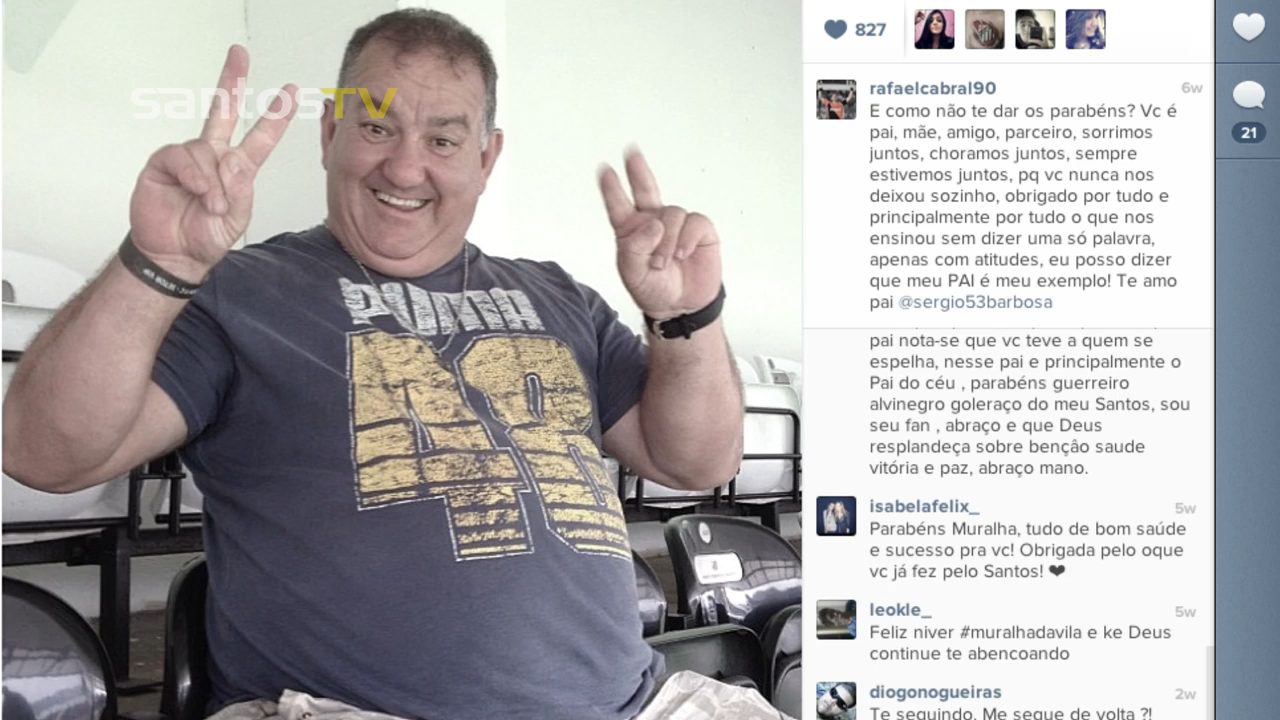 santosTV
PUMA
48
827
rafaelcabral90 6w
E como não te dar os parabéns? Vc é
pai, mãe, amigo, parceiro, sorrimos
juntos, choramos juntos, sempre
estivemos juntos, pq vc nunca nos
deixou sozinho, obrigado por tudo e
principalmente por tudo o que nos
ensinou sem dizer uma só palavra,
apenas com atitudes, eu posso dizer
que meu PAI é meu exemplo! Te amo
pai @sergio53barbosa
pai nota-se que vc teve a quem se
espelha, nesse pai e principalmente o
Pai do céu , parabéns guerreiro
alvinegro goleraço do meu Santos, sou
seu fan , abraço e que Deus
resplandeça sobre benção saude
vitória e paz, abraço mano.
isabelafelix_ 5w
Parabéns Muralha, tudo de bom saúde
e sucesso pra vc! Obrigada pelo oque
vc já fez pelo Santos! ❤
leokle_ 5w
Feliz niver #muralhadavila e ke Deus
continue te abencoando
diogonogueiras 2w
Te seguindo. Me segue de volta ?!
21